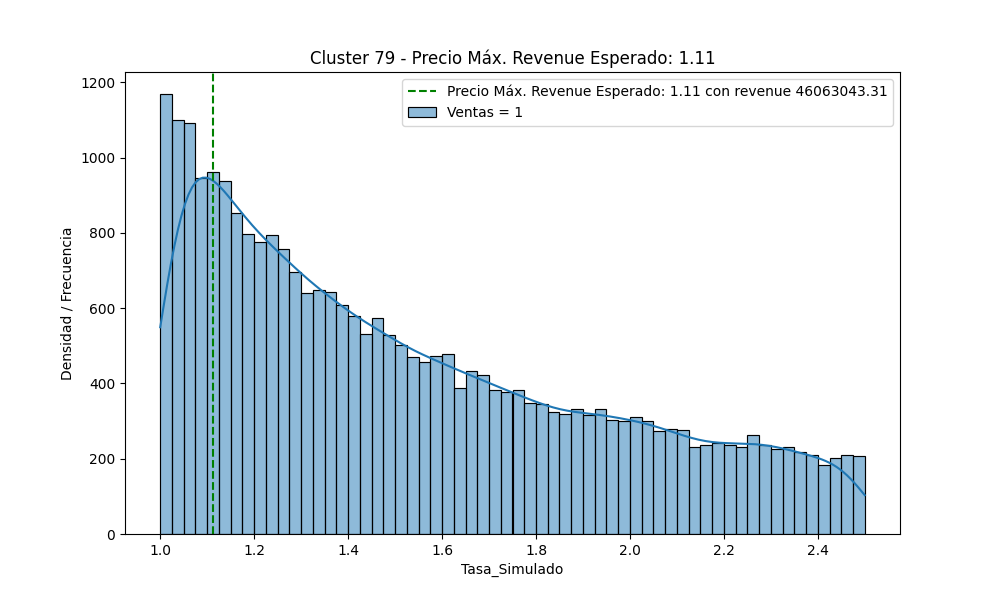 Cluster 79 - Precio Máx. Revenue Esperado: 1.11
Precio Máx. Revenue Esperado: 1.11 con revenue 46063043.31
Ventas = 1
Densidad / Frecuencia
1200
1000
800
600
400
200
0
1.0 1.2 1.4 1.6 1.8 2.0 2.2 2.4
Tasa_Simulado